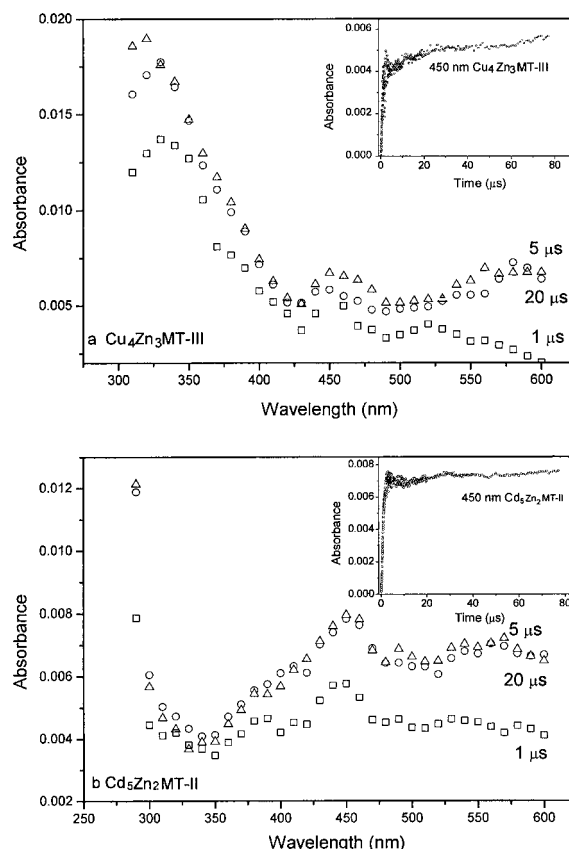 0.020
0.015
0.010
0.005
Absorbance
300
350
400
450
500
550
600
Wavelength (nm)
a Cu₄Zn₃MT-III
5 µs
20 µs
1 µs
0.006
0.004
0.002
0.000
Absorbance
450 nm Cu₄Zn₃MT-III
0
20
40
60
80
Time (µs)
0.012
0.010
0.008
0.006
0.004
0.002
Absorbance
250
300
350
400
450
500
550
600
Wavelength (nm)
b Cd₅Zn₂MT-II
5 µs
20 µs
1 µs
0.008
0.006
0.004
0.002
0.000
Absorbance
450 nm Cd₅Zn₂MT-II
0
20
40
60
80
Time (µs)